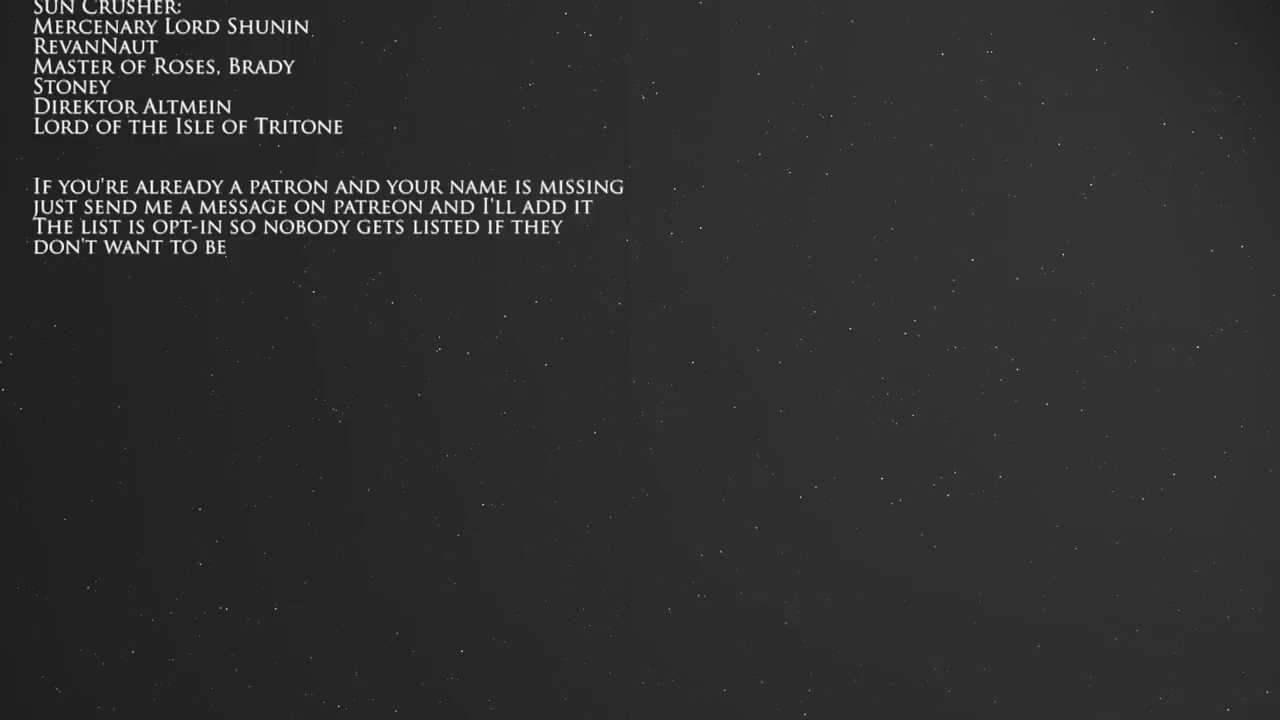 Sun Crusher:
Mercenary Lord Shunin
RevanNaut
Master of Roses, Brady
Stoney
Direktor Altmein
Lord of the Isle of Tritone
If you're already a patron and your name is missing
just send me a message on Patreon and I'll add it
The list is opt-in so nobody gets listed if they
don't want to be